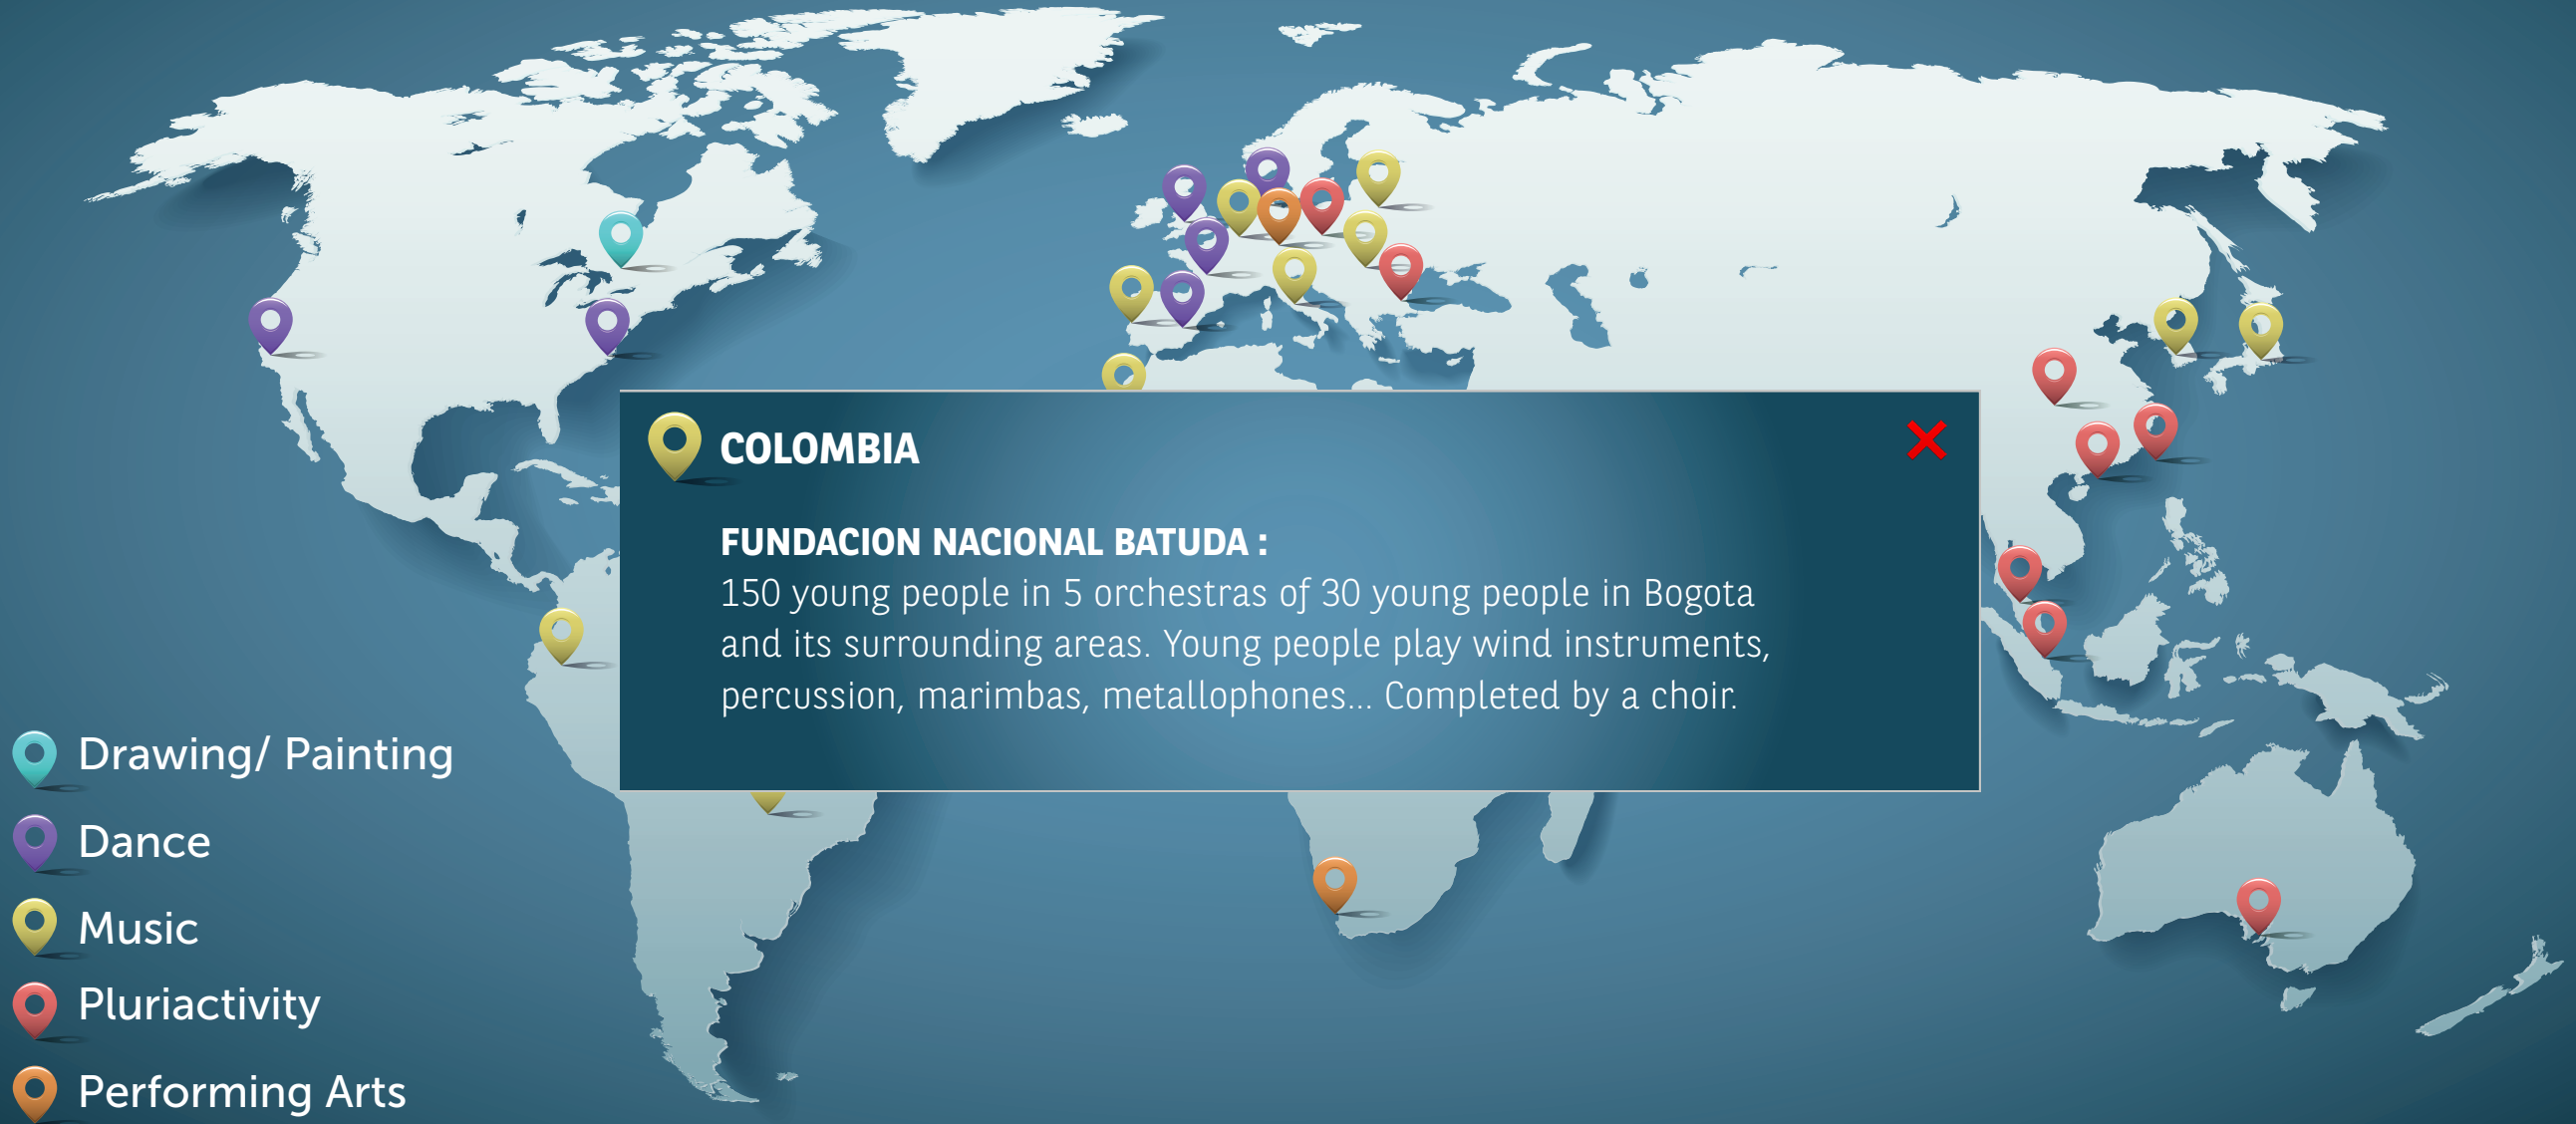 COLOMBIA
FUNDACION NACIONAL BATUDA :
150 young people in 5 orchestras of 30 young people in Bogota
and its surrounding areas. Young people play wind instruments,
percussion, marimbas, metallophones... Completed by a choir.
Drawing/ Painting
Dance
Music
Pluriactivity
Performing Arts